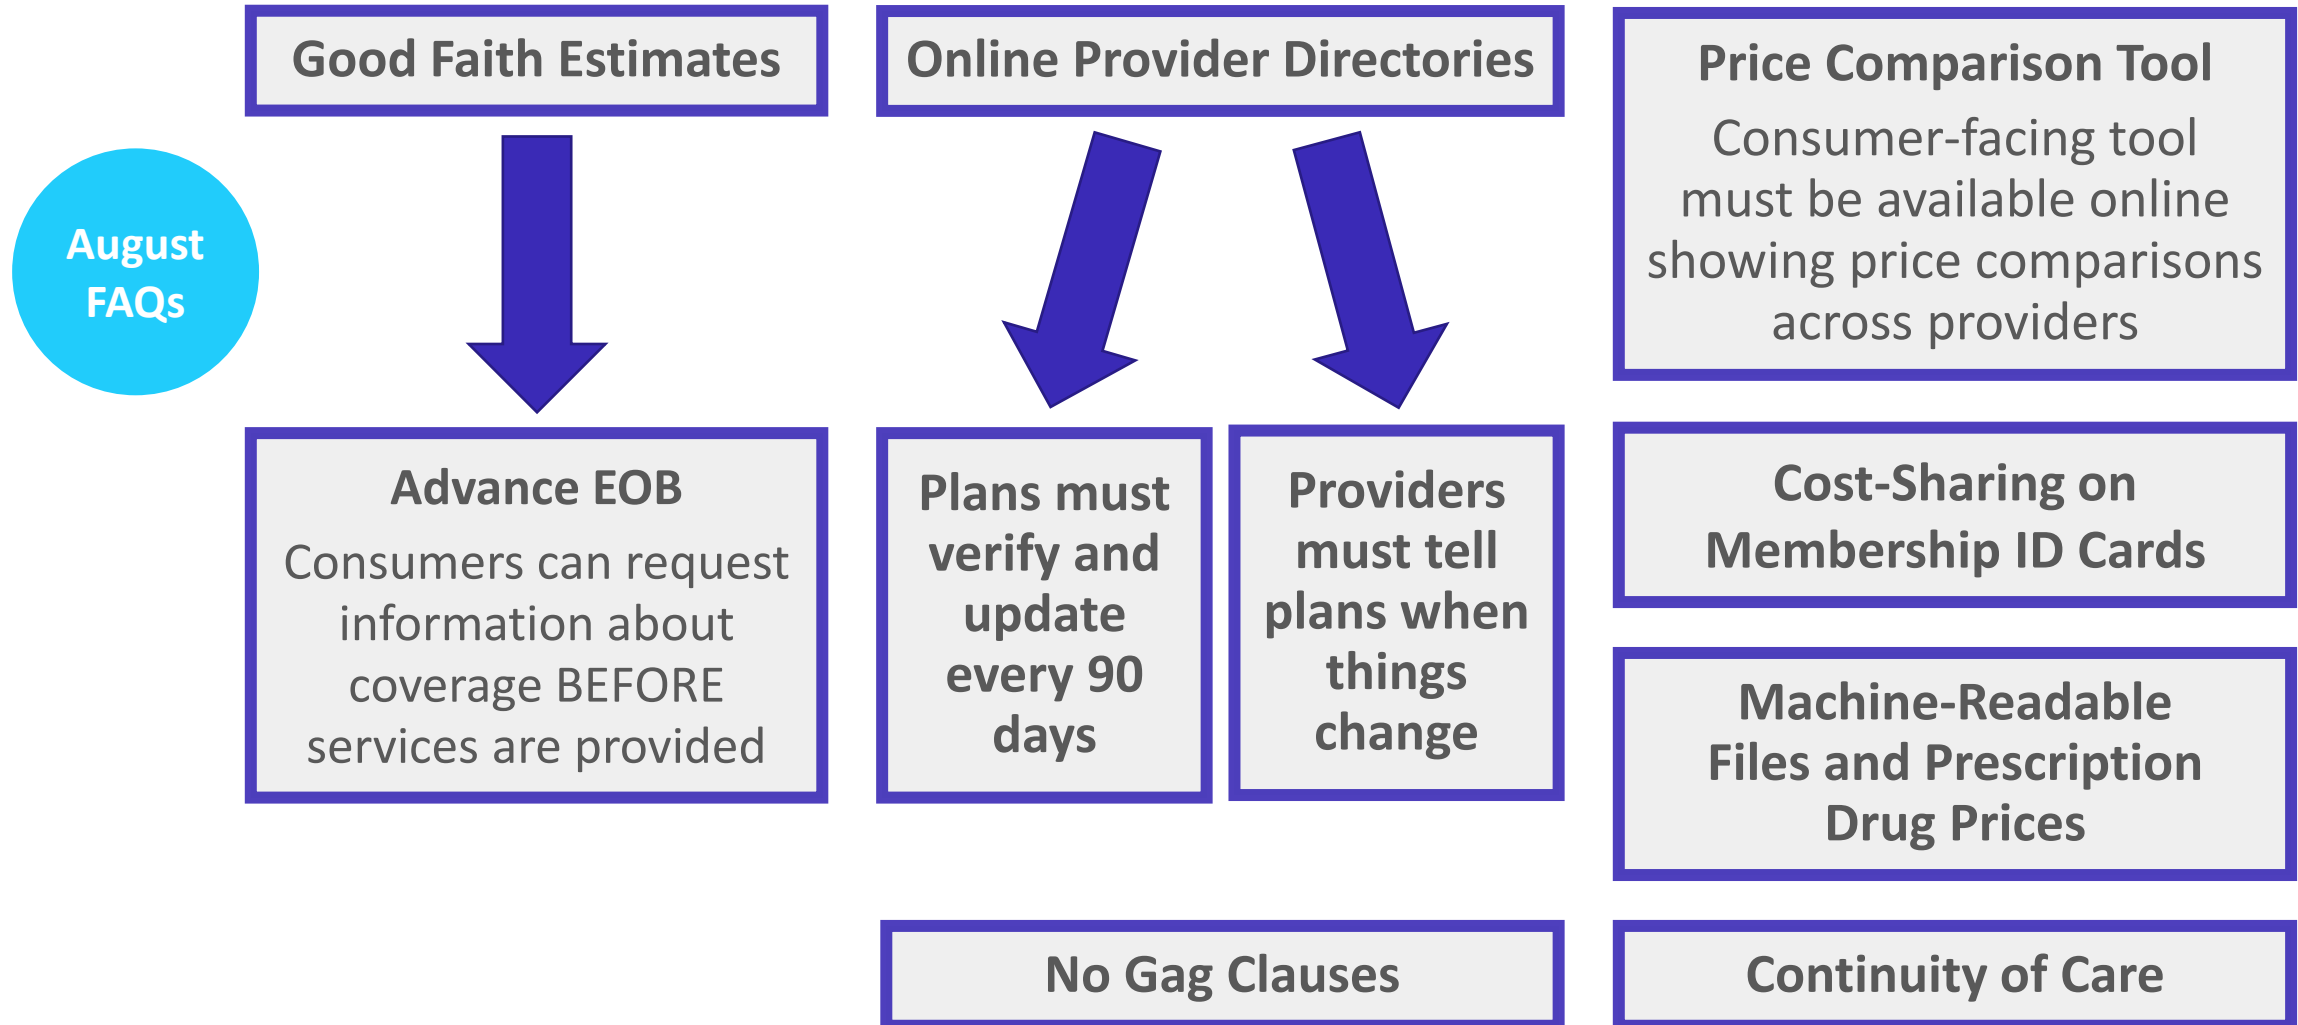 Good Faith Estimates
Online Provider Directories
Price Comparison Tool
Consumer-facing tool
must be available online
showing price comparisons
across providers
August
FAQs
Advance EOB
Consumers can request
information about
coverage BEFORE
services are provided
Plans must
verify and
update
every 90
days
Providers
must tell
plans when
things
change
Cost-Sharing on
Membership ID Cards
Machine-Readable
Files and Prescription
Drug Prices
No Gag Clauses
Continuity of Care